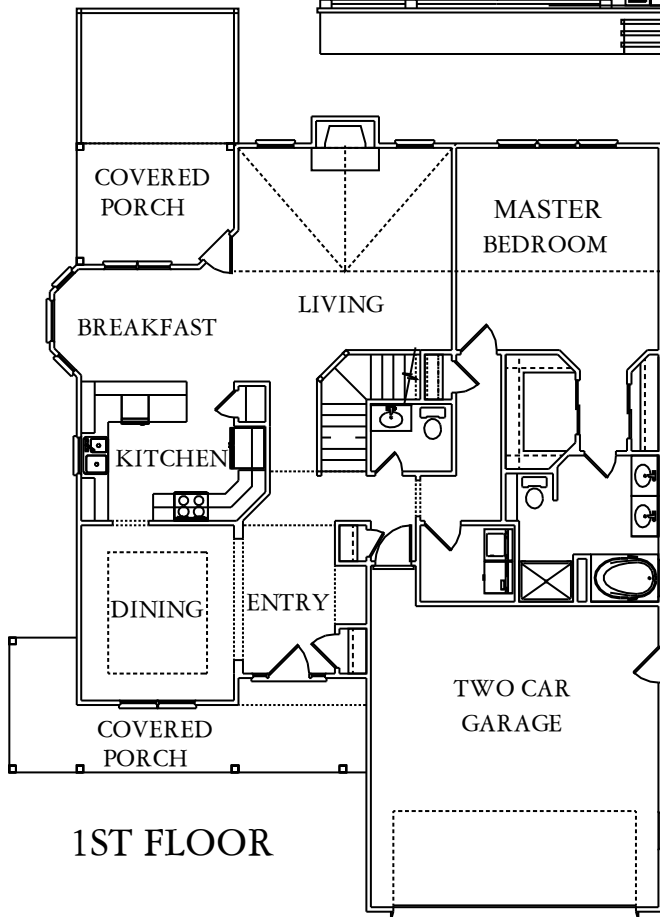 COVERED
PORCH
MASTER
BEDROOM
LIVING
BREAKFAST
KITCHEN
DINING
ENTRY
TWO CAR
GARAGE
COVERED
PORCH
1ST FLOOR